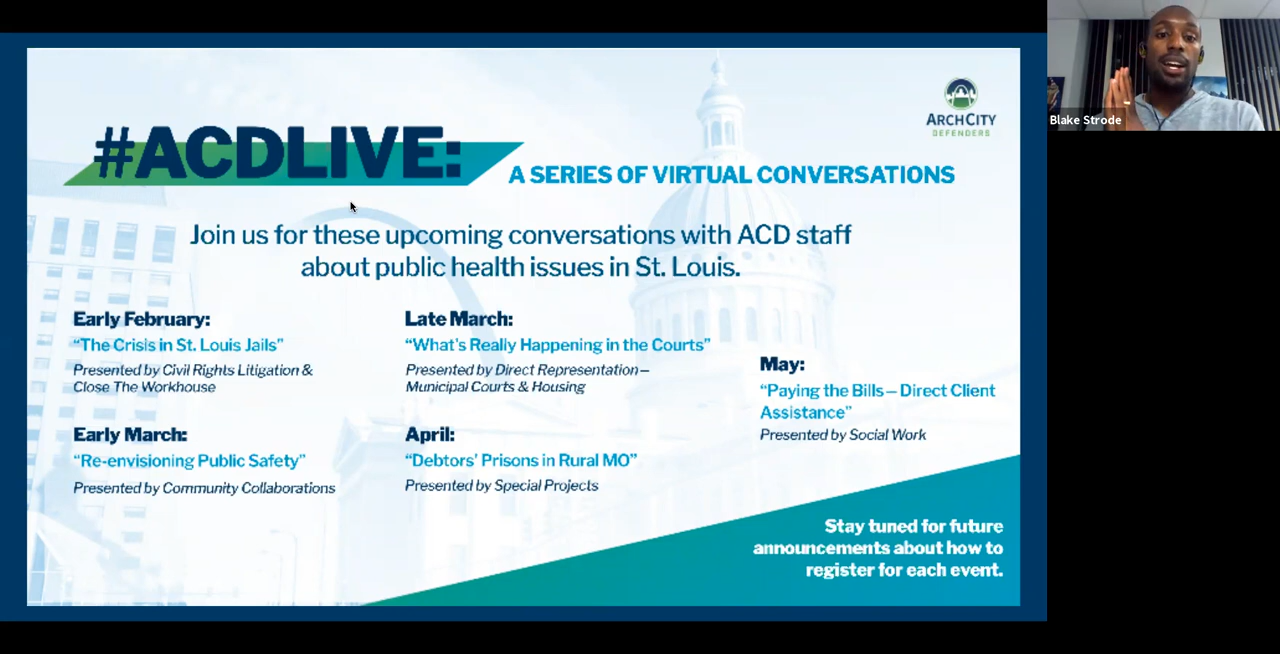 #ACDLIVE:
A SERIES OF VIRTUAL CONVERSATIONS
ARCHCITY
DEFENDERS
Join us for these upcoming conversations with ACD staff
about public health issues in St. Louis.
Early February:
“The Crisis in St. Louis Jails”
Presented by Civil Rights Litigation &
Close The Workhouse
Early March:
“Re-envisioning Public Safety”
Presented by Community Collaborations
Late March:
“What's Really Happening in the Courts”
Presented by Direct Representation—
Municipal Courts & Housing
April:
“Debtors’ Prisons in Rural MO”
Presented by Special Projects
May:
“Paying the Bills—Direct Client
Assistance”
Presented by Social Work
Stay tuned for future
announcements about how to
register for each event.
Blake Strode